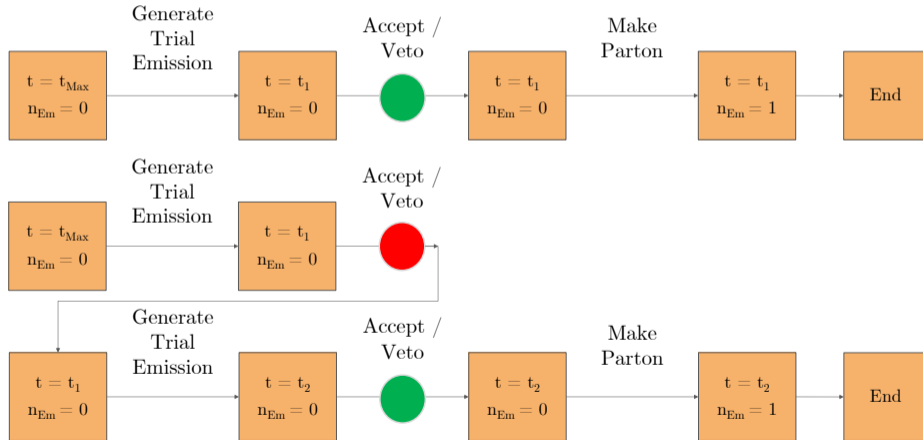 Generate
Trial
Emission
Accept /
Veto
Make
Parton
t = t_Max
n_Em = 0
t = t_1
n_Em = 0
t = t_1
n_Em = 0
t = t_1
n_Em = 1
End
Generate
Trial
Emission
Accept /
Veto
t = t_Max
n_Em = 0
t = t_1
n_Em = 0
Generate
Trial
Emission
Accept /
Veto
Make
Parton
t = t_1
n_Em = 0
t = t_2
n_Em = 0
t = t_2
n_Em = 0
t = t_2
n_Em = 1
End